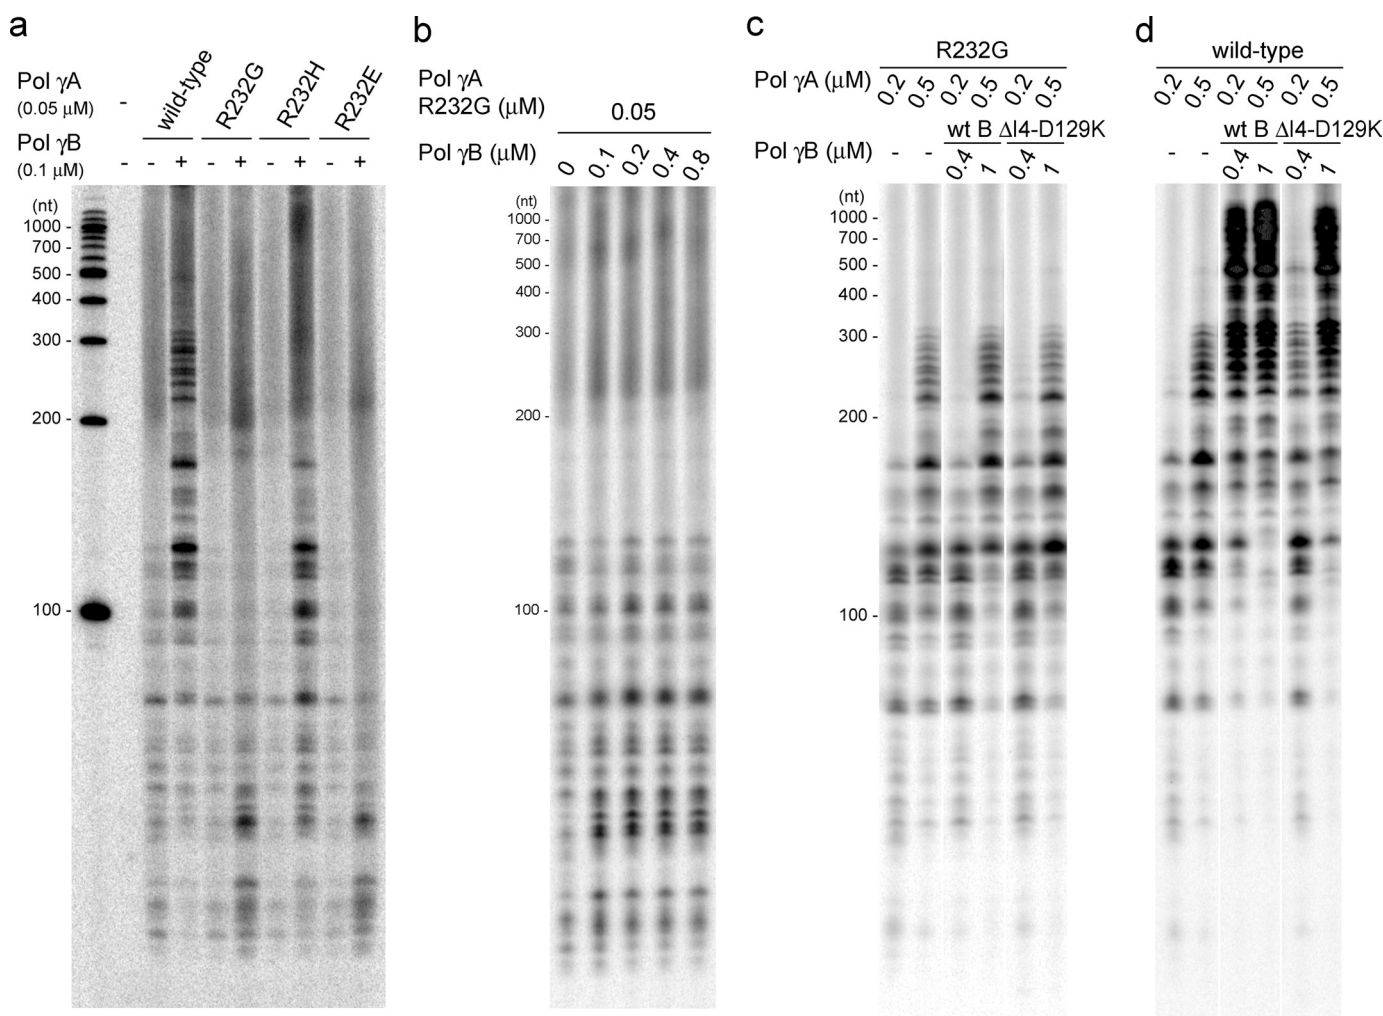 a
Pol γA
(0.05 μM)
- wild-type R232G R232H R232E
Pol γB
(0.1 μM)
- - + - + - + - +
(nt)
1000 -
700 -
500 -
400 -
300 -
200 -
100 -
b
Pol γA
R232G (μM) 0.05
Pol γB (μM) 0 0.1 0.2 0.4 0.8
(nt)
1000 -
700 -
500 -
300 -
200 -
100 -
c
R232G
Pol γA (μM) 0.2 0.5 0.2 0.5 0.2 0.5
wt B ΔI4-D129K
Pol γB (μM) - - 0.4 1 0.4 1
(nt)
1000 -
700 -
500 -
400 -
300 -
200 -
100 -
d
wild-type
0.2 0.5 0.2 0.5 0.2 0.5
wt B ΔI4-D129K
- - 0.4 1 0.4 1